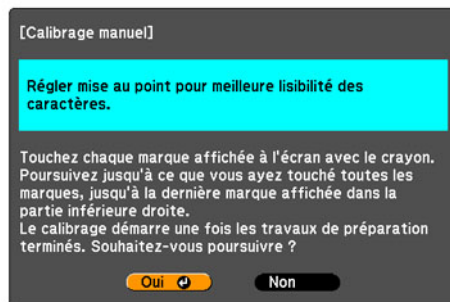 [Calibrage manuel]
Régler mise au point pour meilleure lisibilité des
caractères.
Touchez chaque marque affichée à l'écran avec le crayon.
Poursuivez jusqu'à ce que vous ayez touché toutes les
marques, jusqu'à la dernière marque affichée dans la
partie inférieure droite.
Le calibrage démarre une fois les travaux de préparation
terminés. Souhaitez-vous poursuivre ?
Oui
Non